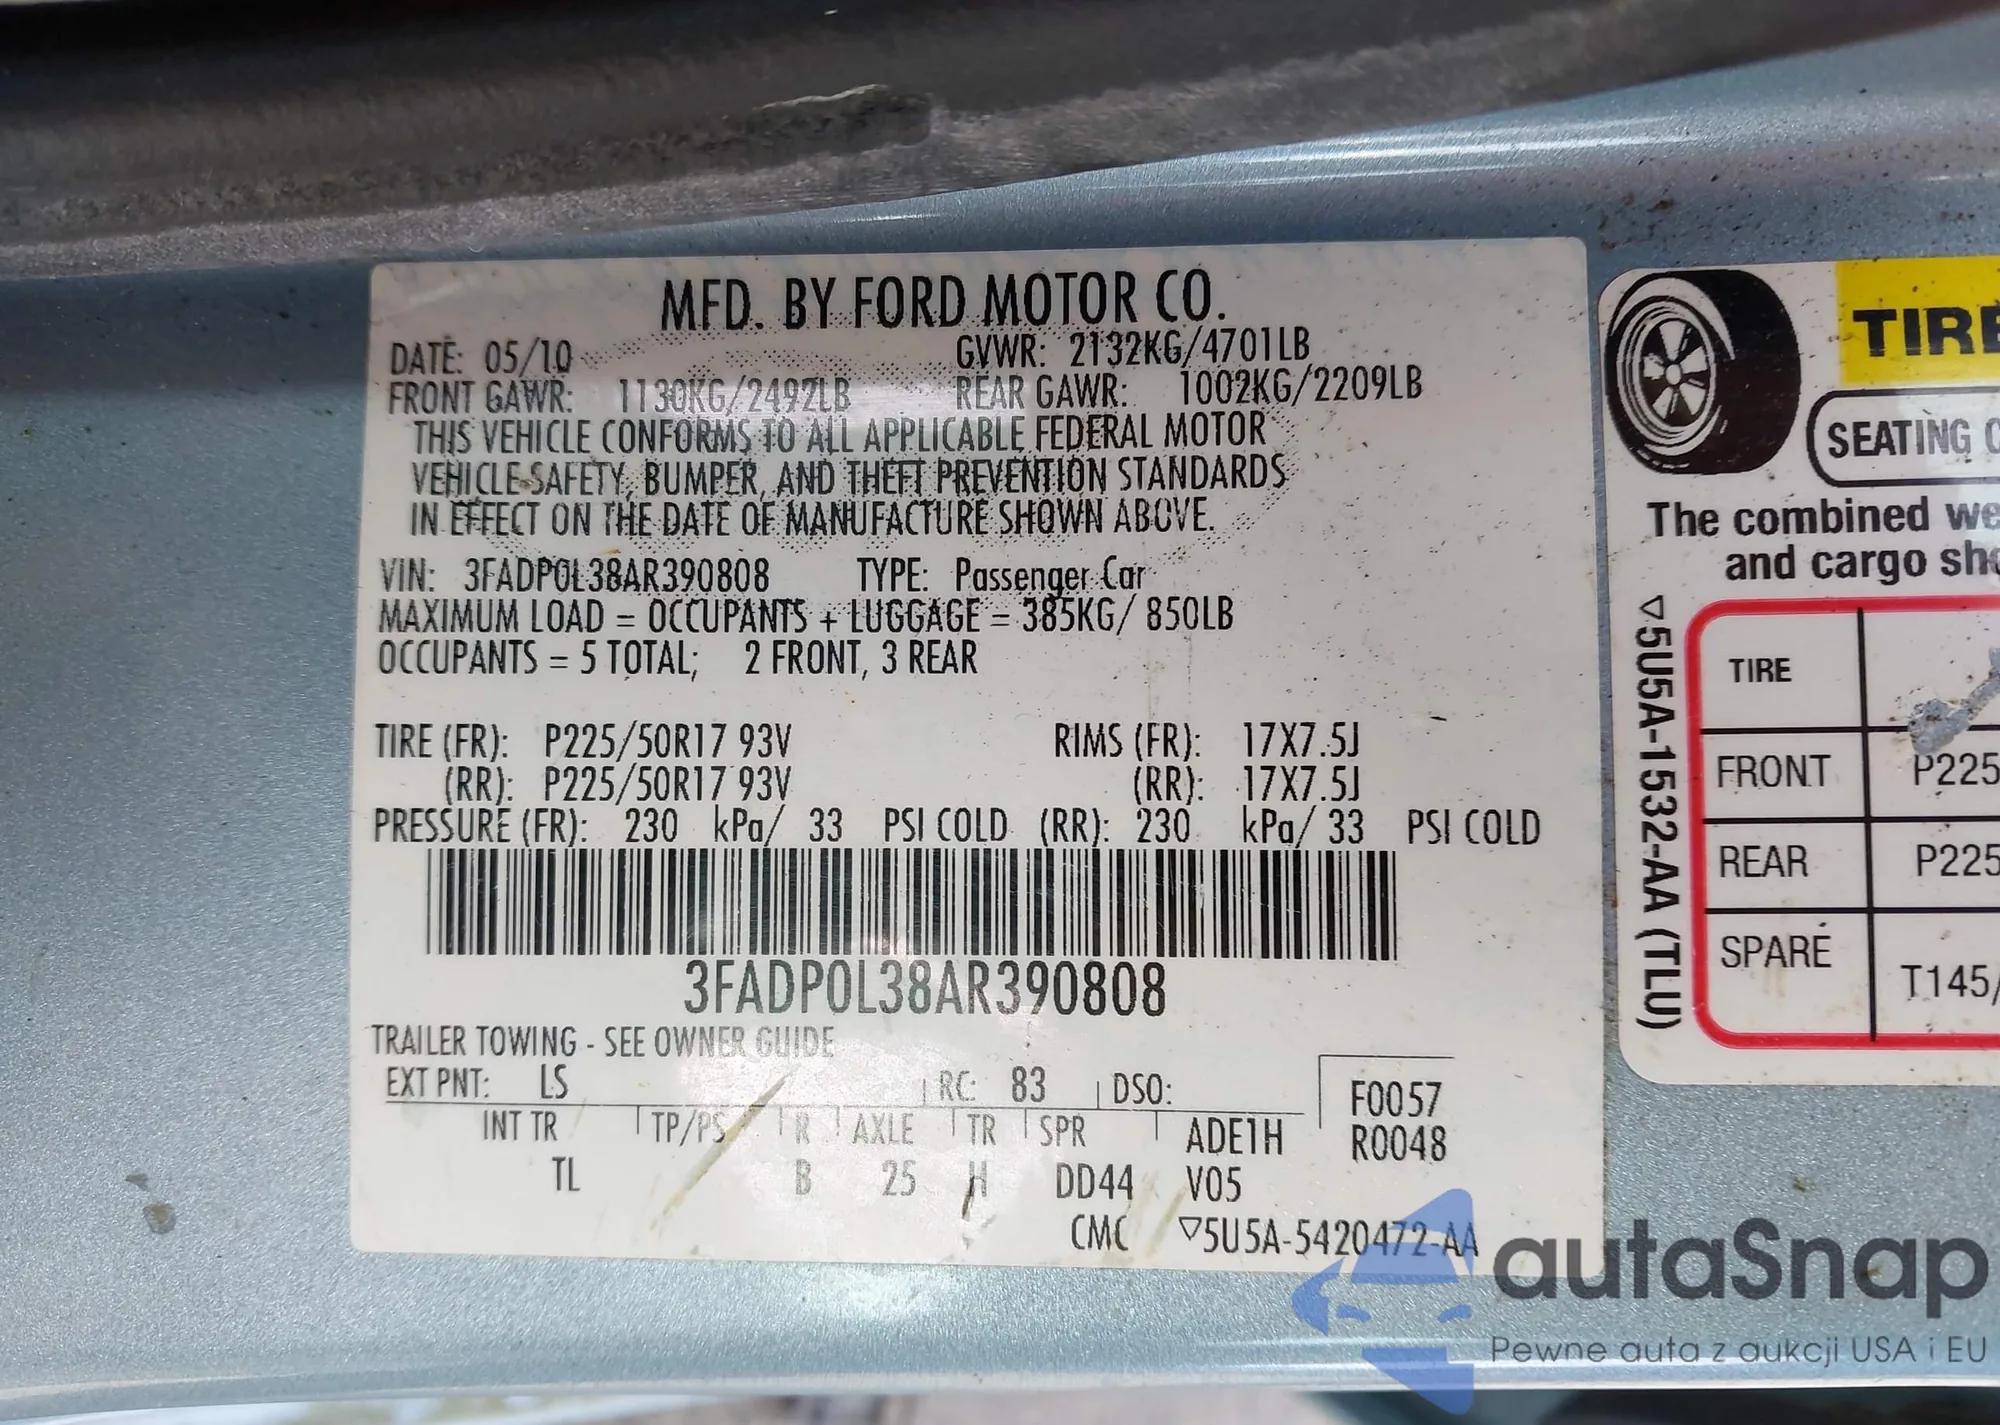 MFD. BY FORD MOTOR CO.
DATE: 05/10 GVWR: 2132KG/4701LB
FRONT GAWR: 1130KG/2492LB REAR GAWR: 1002KG/2209LB
THIS VEHICLE CONFORMS TO ALL APPLICABLE FEDERAL MOTOR
VEHICLE SAFETY, BUMPER, AND THEFT PREVENTION STANDARDS
IN EFFECT ON THE DATE OF MANUFACTURE SHOWN ABOVE.
VIN: 3FADP0L38AR390808 TYPE: Passenger Car
MAXIMUM LOAD = OCCUPANTS + LUGGAGE = 385KG/ 850LB
OCCUPANTS = 5 TOTAL; 2 FRONT, 3 REAR
TIRE (FR): P225/50R17 93V RIMS (FR): 17X7.5J
(RR): P225/50R17 93V (RR): 17X7.5J
PRESSURE (FR): 230 kPa/ 33 PSI COLD (RR): 230 kPa/ 33 PSI COLD
3FADP0L38AR390808
TRAILER TOWING - SEE OWNER GUIDE
EXT PNT: LS RC: 83 DSO: F0057
INT TR TP/PS R AXLE TR SPR ADE1H R0048
TL B 25 H DD44 V05
CMC ▽5U5A-5420472-AA
TIRE
SEATING
The combined
and cargo
▽5U5A-1532-AA (TLU)
TIRE
FRONT P225
REAR P225
SPARE T145/
autaSnap
Pewne auta z aukcji USA i EU